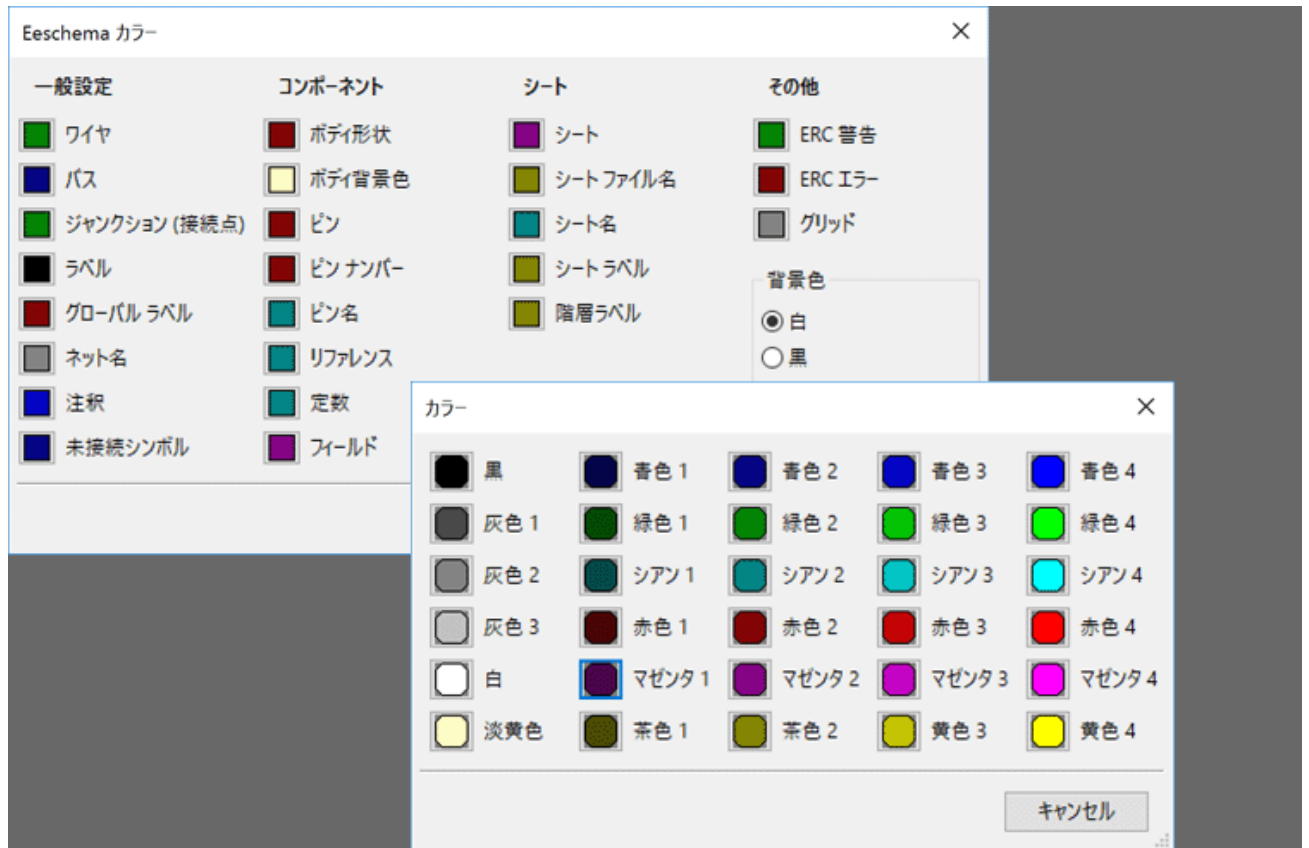 Eeschema カラー
一般設定 コンポーネント シート その他
ワイヤ ボディ形状 シート ERC 警告
バス ボディ背景色 シート ファイル名 ERC エラー
ジャンクション (接続点) ピン シート名 グリッド
ラベル ピン ナンバー シート ラベル 背景色
グローバル ラベル ピン名 階層ラベル 白
ネット名 リファレンス 黒
注釈 定数
未接続シンボル フィールド
カラー
黒 青色 1 青色 2 青色 3 青色 4
灰色 1 緑色 1 緑色 2 緑色 3 緑色 4
灰色 2 シアン 1 シアン 2 シアン 3 シアン 4
灰色 3 赤色 1 赤色 2 赤色 3 赤色 4
白 マゼンタ 1 マゼンタ 2 マゼンタ 3 マゼンタ 4
淡黄色 茶色 1 茶色 2 黄色 3 黄色 4
キャンセル